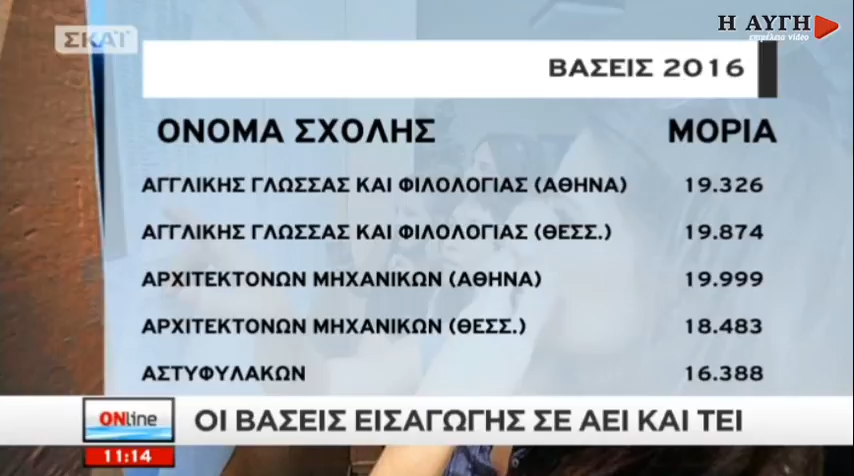 ΣΚΑΪ
Η ΑΥΓΗ
επιμέλεια video
ΒΑΣΕΙΣ 2016
ΟΝΟΜΑ ΣΧΟΛΗΣ ΜΟΡΙΑ
ΑΓΓΛΙΚΗΣ ΓΛΩΣΣΑΣ ΚΑΙ ΦΙΛΟΛΟΓΙΑΣ (ΑΘΗΝΑ) 19.326
ΑΓΓΛΙΚΗΣ ΓΛΩΣΣΑΣ ΚΑΙ ΦΙΛΟΛΟΓΙΑΣ (ΘΕΣΣ.) 19.874
ΑΡΧΙΤΕΚΤΟΝΩΝ ΜΗΧΑΝΙΚΩΝ (ΑΘΗΝΑ) 19.999
ΑΡΧΙΤΕΚΤΟΝΩΝ ΜΗΧΑΝΙΚΩΝ (ΘΕΣΣ.) 18.483
ΑΣΤΥΦΥΛΑΚΩΝ 16.388
ONline ΟΙ ΒΑΣΕΙΣ ΕΙΣΑΓΩΓΗΣ ΣΕ ΑΕΙ ΚΑΙ ΤΕΙ
11:14